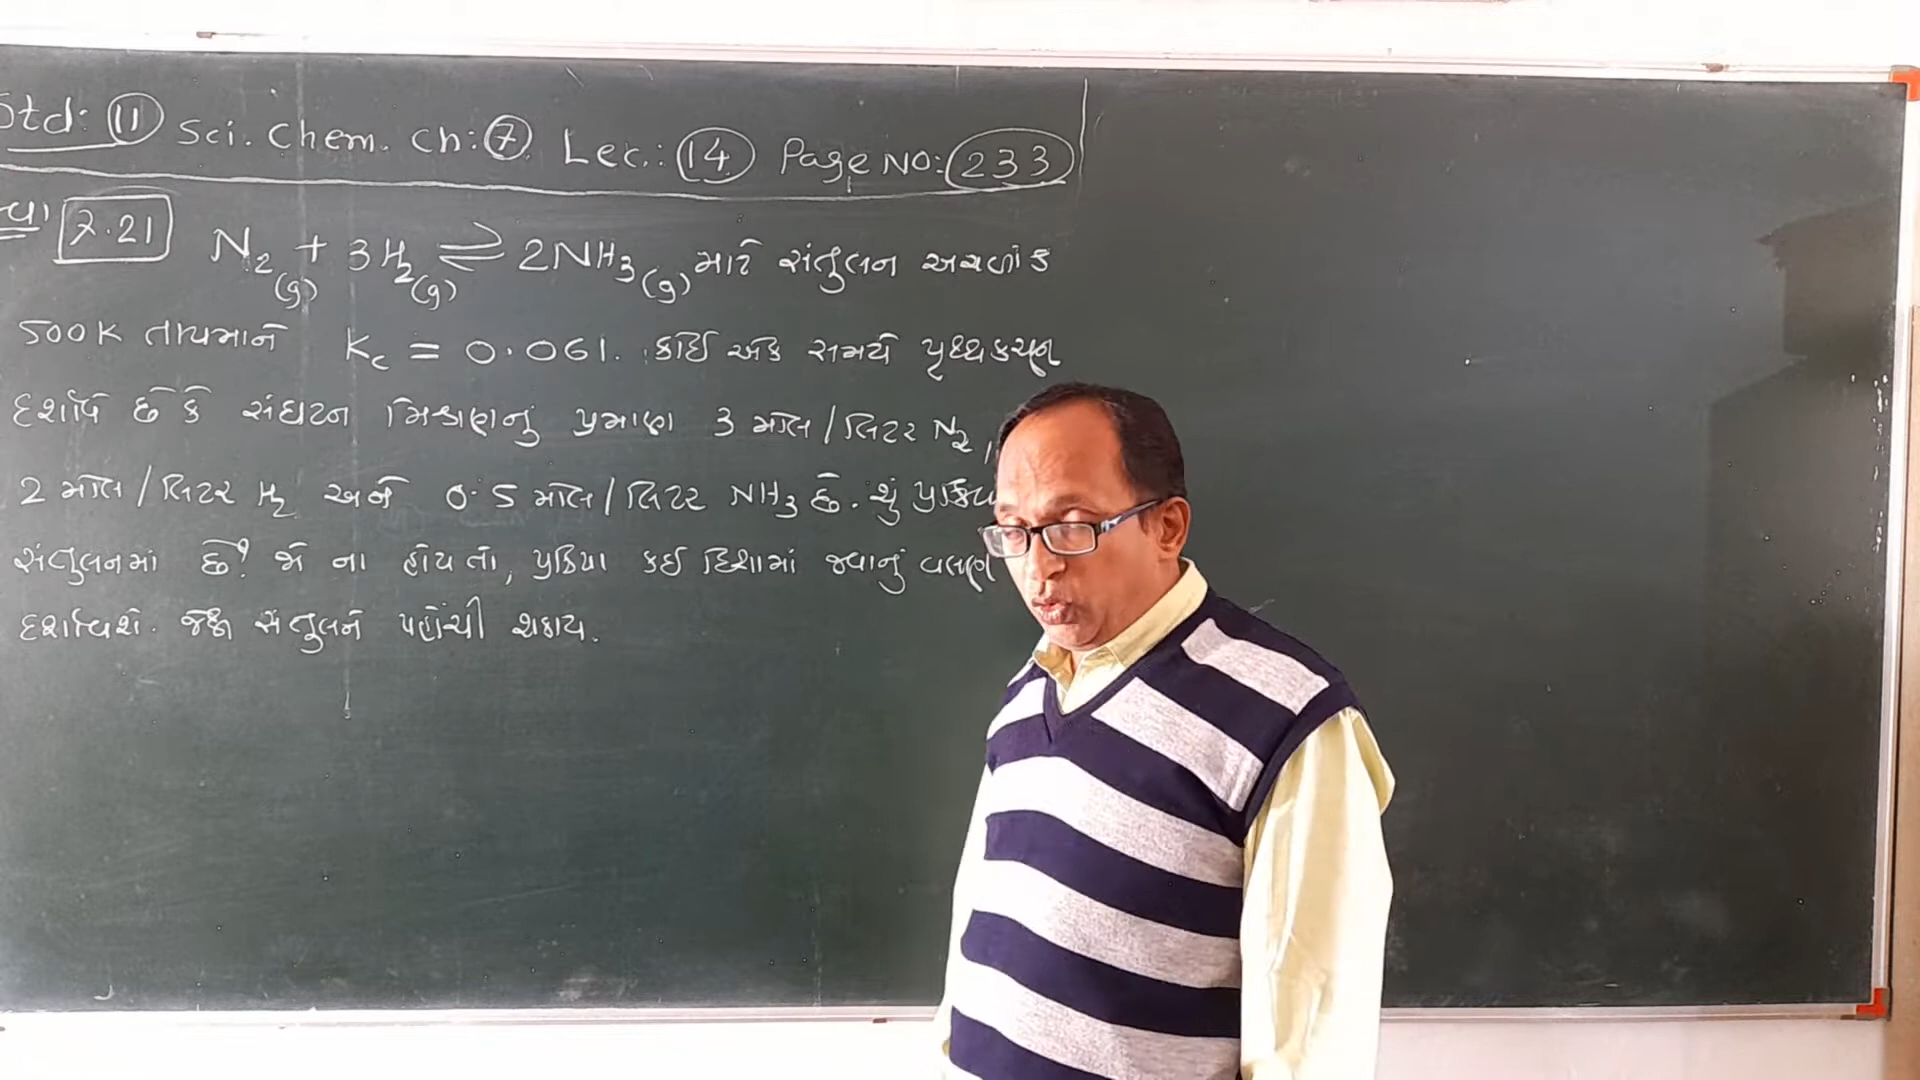 Std: 11 Sci. Chem. Ch: 7. Lec.: 14 Page NO: 233
7.21 N2(g) + 3H2(g) ⇌ 2NH3(g) માટે સંતુલન અચળાંક
500K તાપમાને Kc = 0.061. કોઈ એક સમયે પૃથ્થકરણ
દર્શાવે છે કે સંઘટન મિશ્રણનું પ્રમાણ 3 મોલ/લિટર N2,
2 મોલ/લિટર H2 અને 0.5 મોલ/લિટર NH3 છે. શું
સંતુલનમાં છે? જો ના હોય તો, પ્રક્રિયા કઈ દિશામાં જવાનું વલણ
દર્શાવશે. જેથી સંતુલને પહોંચી શકાય.